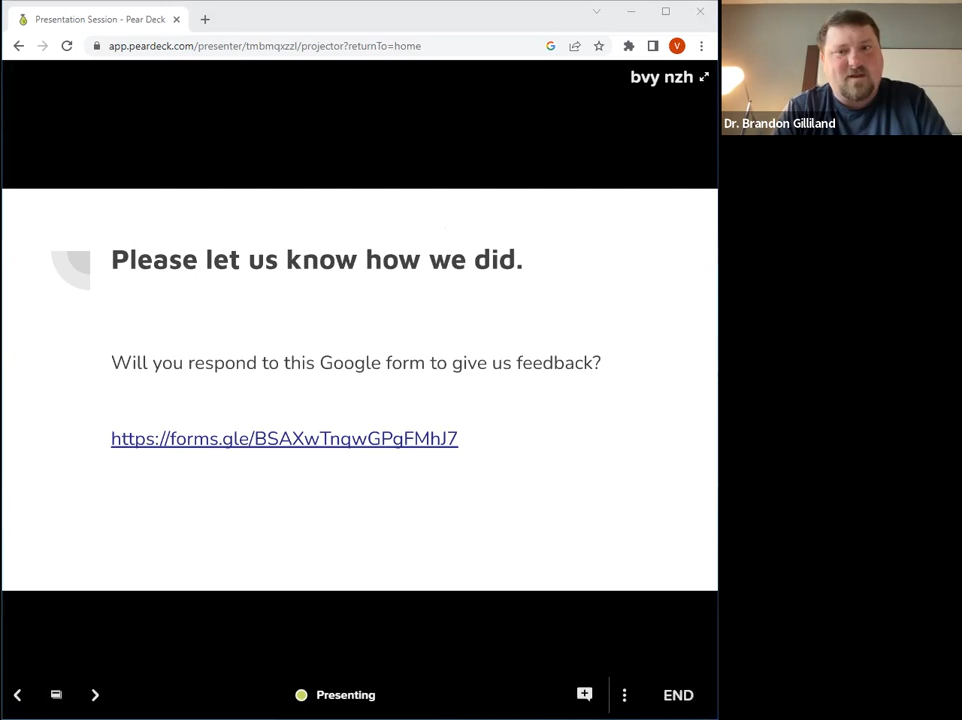 Presentation Session - Pear Deck
app.peardeck.com/presenter/tmbmqxzzl/projector?returnTo=home
V
bvy nzh
Dr. Brandon Gilliland
Please let us know how we did.
Will you respond to this Google form to give us feedback?
https://forms.gle/BSAXwTnqwGPgFMhJ7
Presenting
END